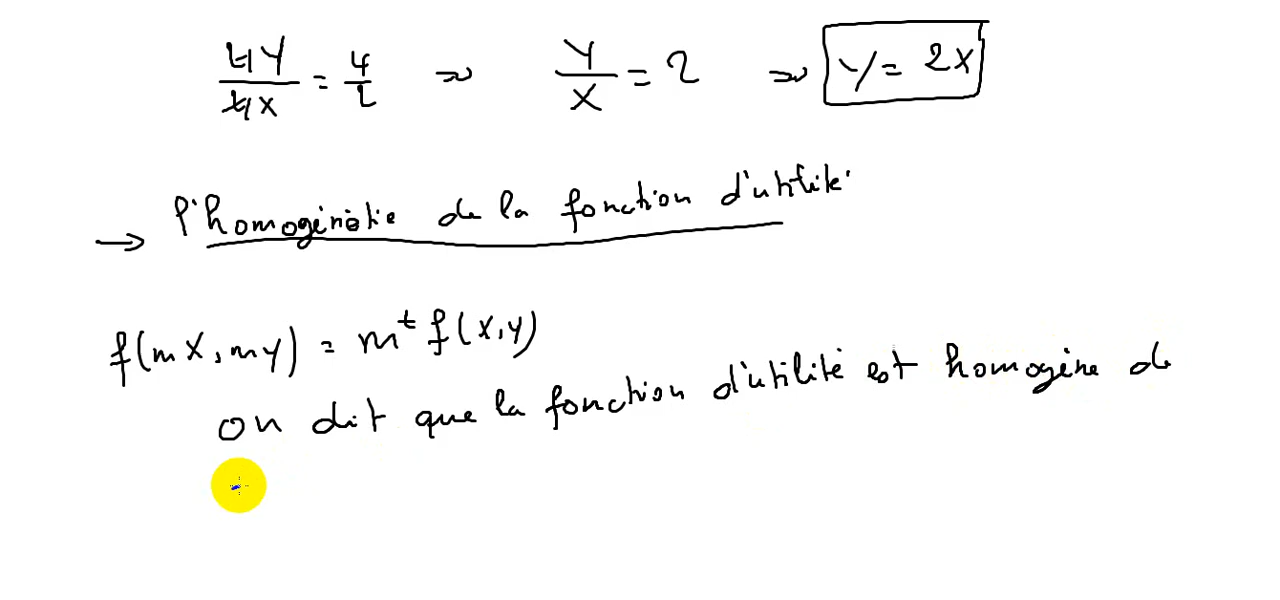 4Y/4X = 4/2 => Y/X = 2 => Y = 2X
→ l'homogéniétie de la fonction d'utilité
f(mX, my) = m^t f(x,y)
on dit que la fonction d'utilité est homogène de